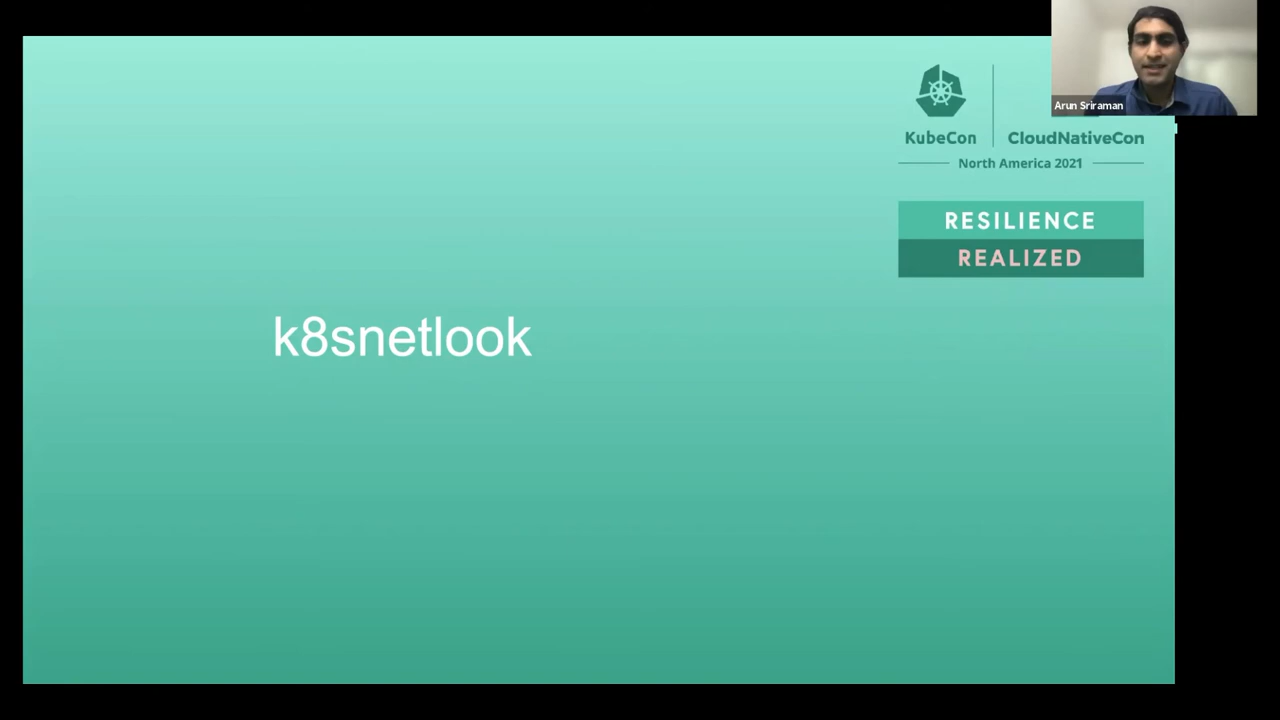 Arun Sriraman
KubeCon
CloudNativeCon
North America 2021
RESILIENCE
REALIZED
k8snetlook